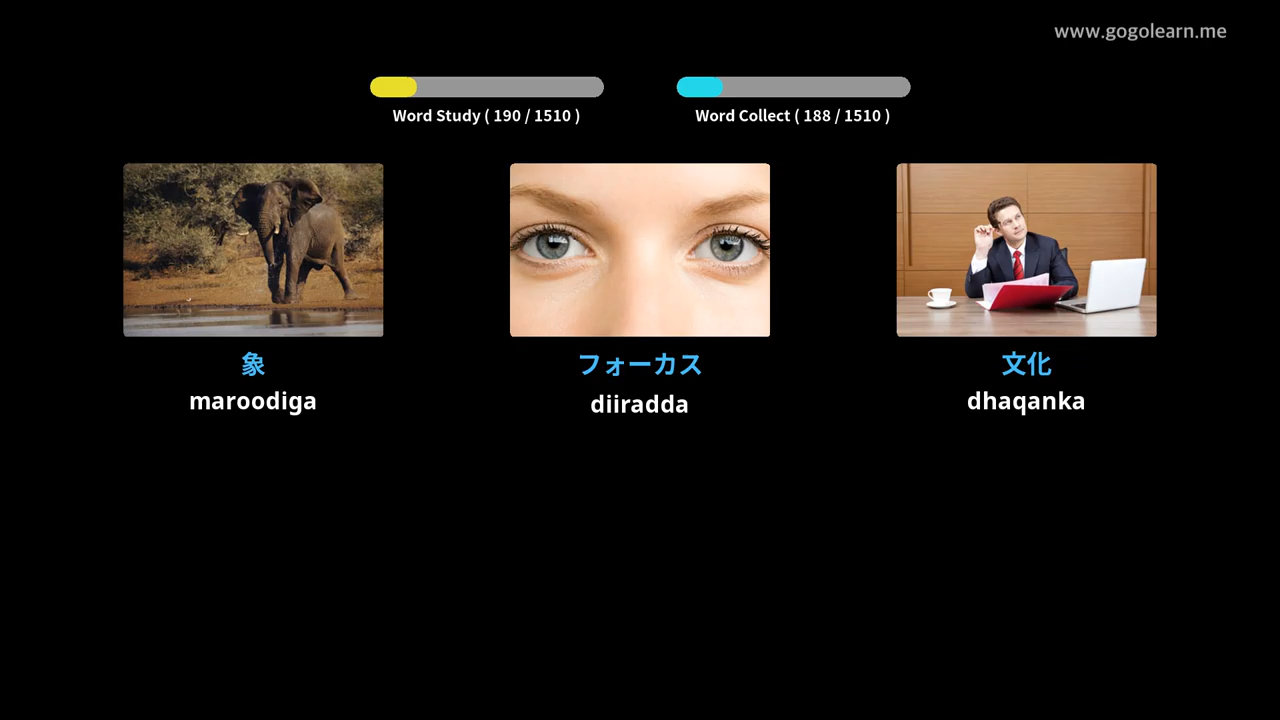 www.gogolearn.me
Word Study ( 190 / 1510 )
Word Collect ( 188 / 1510 )
象
フォーカス
文化
maroodiga
diiradda
dhaqanka